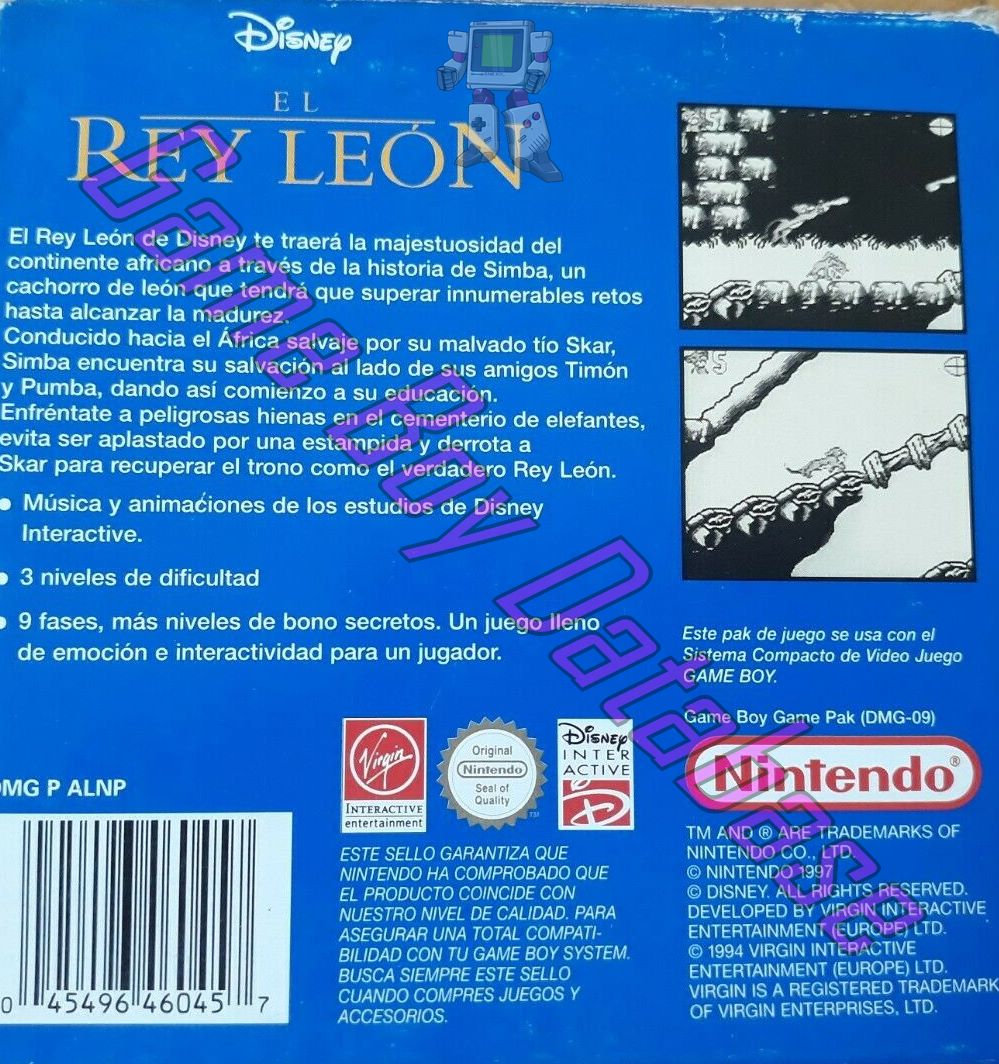 Disney
EL
REY LEÓN
El Rey León de Disney te traerá la majestuosidad del
continente africano a través de la historia de Simba, un
cachorro de león que tendrá que superar innumerables retos
hasta alcanzar la madurez.
Conducido hacia el África salvaje por su malvado tío Skar,
Simba encuentra su salvación al lado de sus amigos Timón
y Pumba, dando así comienzo a su educación.
Enfréntate a peligrosas hienas en el cementerio de elefantes,
evita ser aplastado por una estampida y derrota a
Skar para recuperar el trono como el verdadero Rey León.
• Música y animaciones de los estudios de Disney
Interactive.
• 3 niveles de dificultad
• 9 fases, más niveles de bono secretos. Un juego lleno
de emoción e interactividad para un jugador.
5
5
Este pak de juego se usa con el
Sistema Compacto de Video Juego
GAME BOY.
Game Boy Game Pak (DMG-09)
Nintendo®
TM AND ® ARE TRADEMARKS OF
NINTENDO CO., LTD.
© NINTENDO 1997
© DISNEY. ALL RIGHTS RESERVED.
DEVELOPED BY VIRGIN INTERACTIVE
ENTERTAINMENT (EUROPE) LTD.
© 1994 VIRGIN INTERACTIVE
ENTERTAINMENT (EUROPE) LTD.
VIRGIN IS A REGISTERED TRADEMARK
OF VIRGIN ENTERPRISES, LTD.
Virgin
INTERACTIVE
entertainment
Original
Nintendo
Seal of
Quality
TM
Disney
INTER
ACTIVE
D
ESTE SELLO GARANTIZA QUE
NINTENDO HA COMPROBADO QUE
EL PRODUCTO COINCIDE CON
NUESTRO NIVEL DE CALIDAD. PARA
ASEGURAR UNA TOTAL COMPATI-
BILIDAD CON TU GAME BOY SYSTEM.
BUSCA SIEMPRE ESTE SELLO
CUANDO COMPRES JUEGOS Y
ACCESORIOS.
MG P ALNP
0 45496 46045 7
Game Boy Database